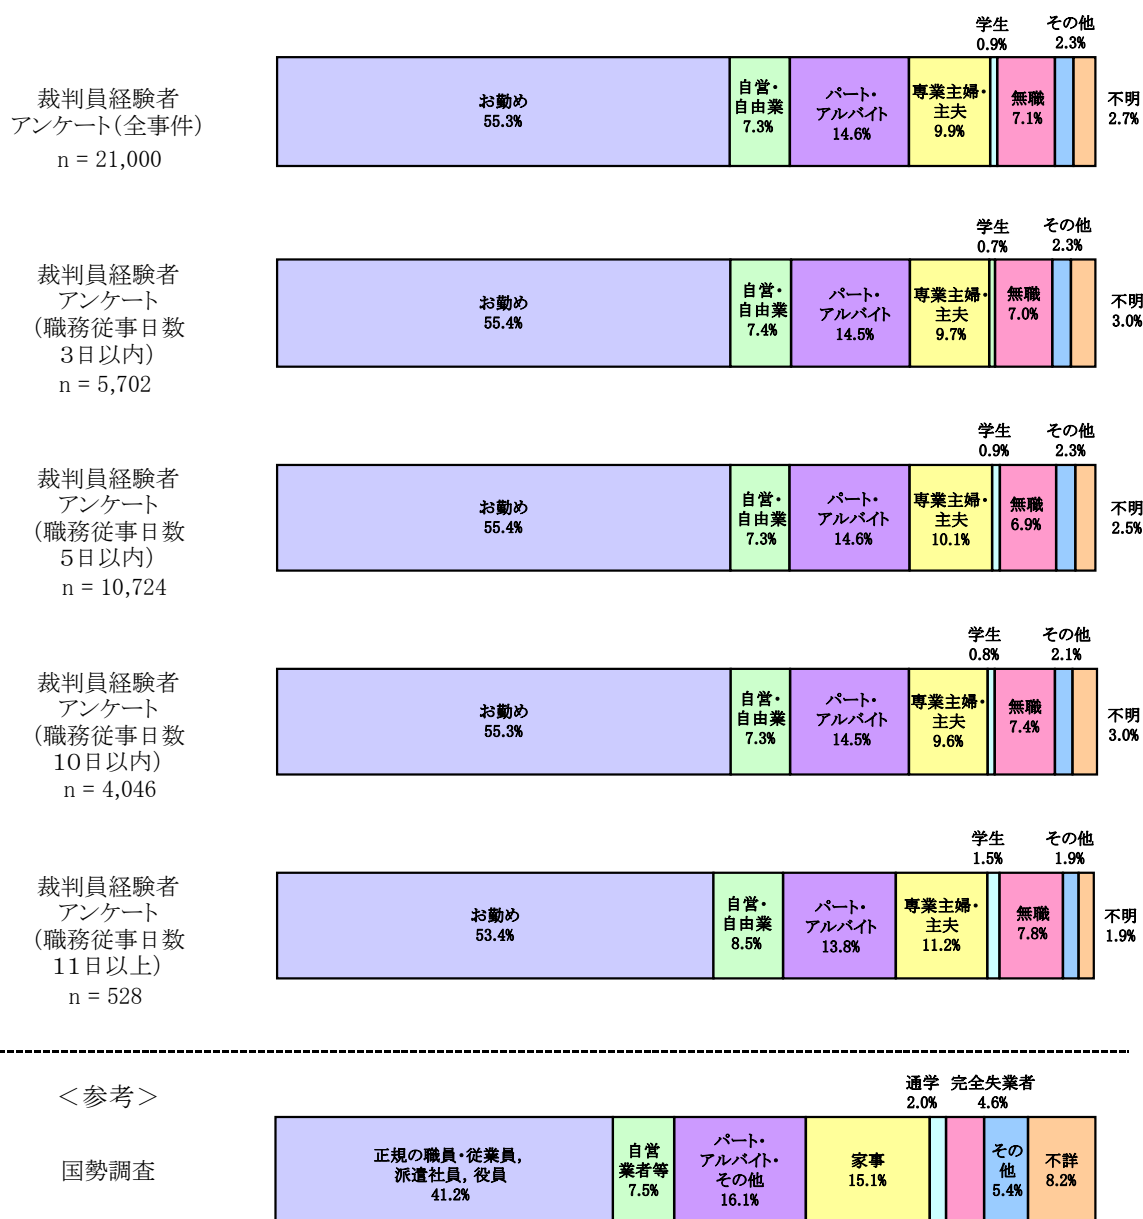 学生
0.9%
その他
2.3%
裁判員経験者
アンケート(全事件)
n = 21,000
お勤め
55.3%
自営・
自由業
7.3%
パート・
アルバイト
14.6%
専業主婦・
主夫
9.9%
無職
7.1%
不明
2.7%
学生
0.7%
その他
2.3%
裁判員経験者
アンケート
(職務従事日数
3日以内)
n = 5,702
お勤め
55.4%
自営・
自由業
7.4%
パート・
アルバイト
14.5%
専業主婦・
主夫
9.7%
無職
7.0%
不明
3.0%
学生
0.9%
その他
2.3%
裁判員経験者
アンケート
(職務従事日数
5日以内)
n = 10,724
お勤め
55.4%
自営・
自由業
7.3%
パート・
アルバイト
14.6%
専業主婦・
主夫
10.1%
無職
6.9%
不明
2.5%
学生
0.8%
その他
2.1%
裁判員経験者
アンケート
(職務従事日数
10日以内)
n = 4,046
お勤め
55.3%
自営・
自由業
7.3%
パート・
アルバイト
14.5%
専業主婦・
主夫
9.6%
無職
7.4%
不明
3.0%
学生
1.5%
その他
1.9%
裁判員経験者
アンケート
(職務従事日数
11日以上)
n = 528
お勤め
53.4%
自営・
自由業
8.5%
パート・
アルバイト
13.8%
専業主婦・
主夫
11.2%
無職
7.8%
不明
1.9%
<参考>
通学
2.0%
完全失業者
4.6%
国勢調査
正規の職員・従業員,
派遣社員, 役員
41.2%
自営
業者等
7.5%
パート・
アルバイト・
その他
16.1%
家事
15.1%
その
他
5.4%
不詳
8.2%